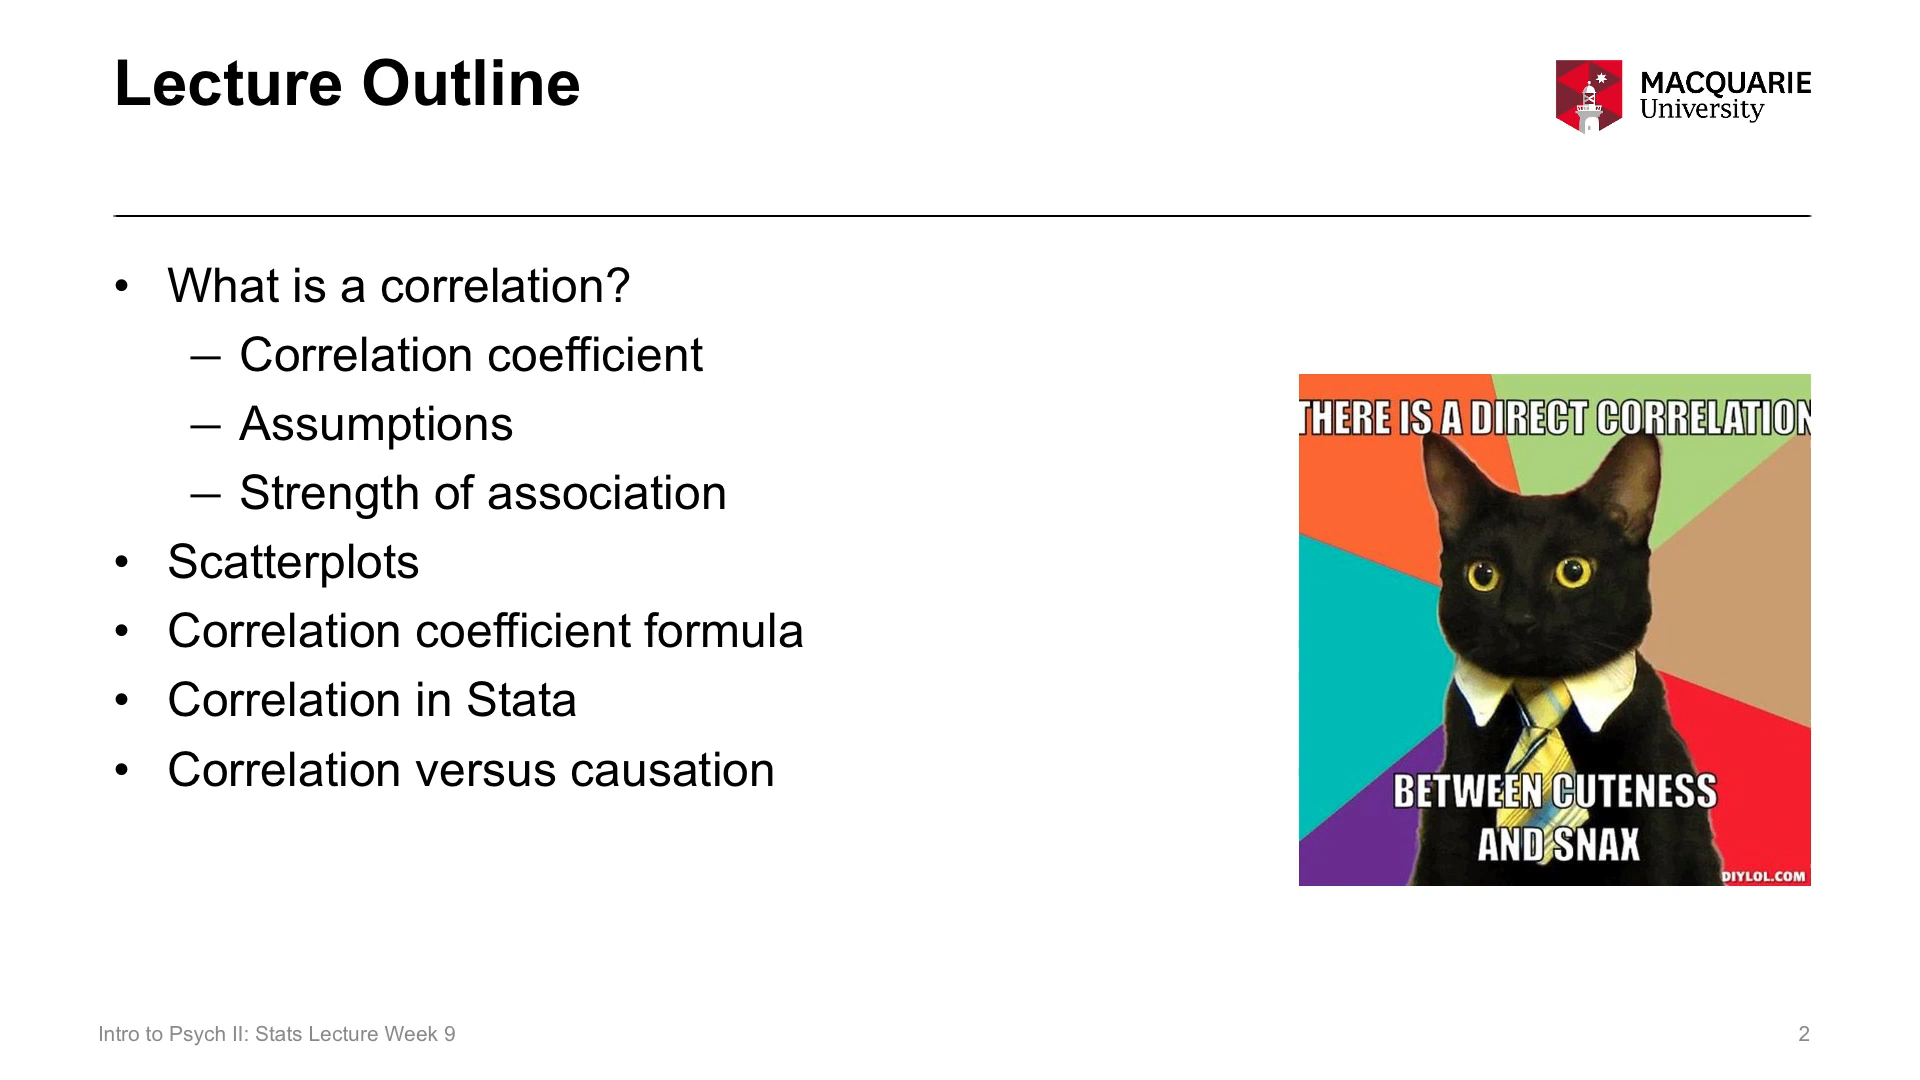 Lecture Outline
MACQUARIE
University
• What is a correlation?
– Correlation coefficient
– Assumptions
– Strength of association
• Scatterplots
• Correlation coefficient formula
• Correlation in Stata
• Correlation versus causation
THERE IS A DIRECT CORRELATION
BETWEEN CUTENESS
AND SNAX
DIYLOL.COM
Intro to Psych II: Stats Lecture Week 9
2